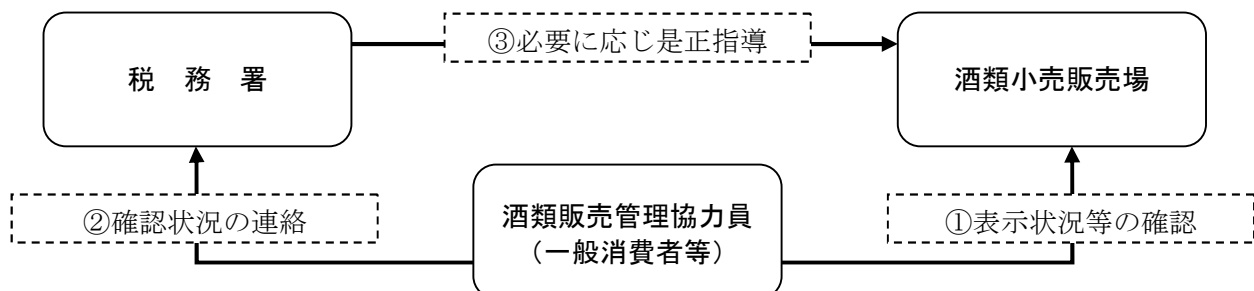 ③必要に応じ是正指導
税　務　署
酒類小売販売場
②確認状況の連絡
酒類販売管理協力員
（一般消費者等）
①表示状況等の確認